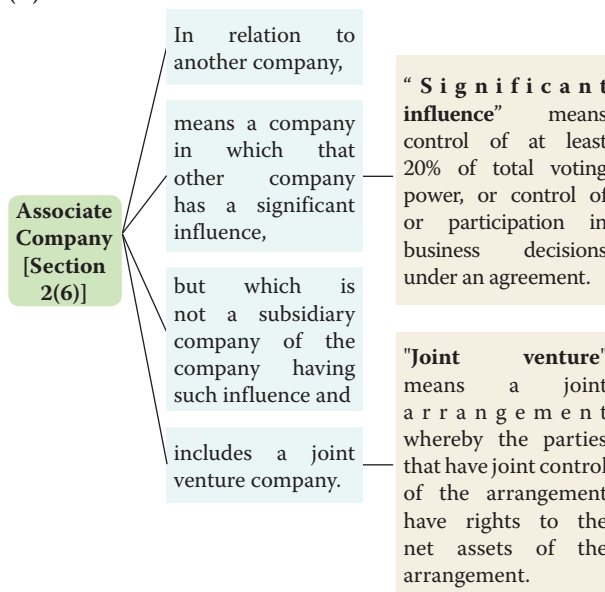 Associate
Company
[Section
2(6)]
In relation to
another company,
means a company
in which that
other company
has a significant
influence,
but which is
not a subsidiary
company of the
company having
such influence and
includes a joint
venture company.
“Significant
influence” means
control of at least
20% of total voting
power, or control of
or participation in
business decisions
under an agreement.
"Joint venture"
means a joint
arrangement
whereby the parties
that have joint control
of the arrangement
have rights to the
net assets of the
arrangement.